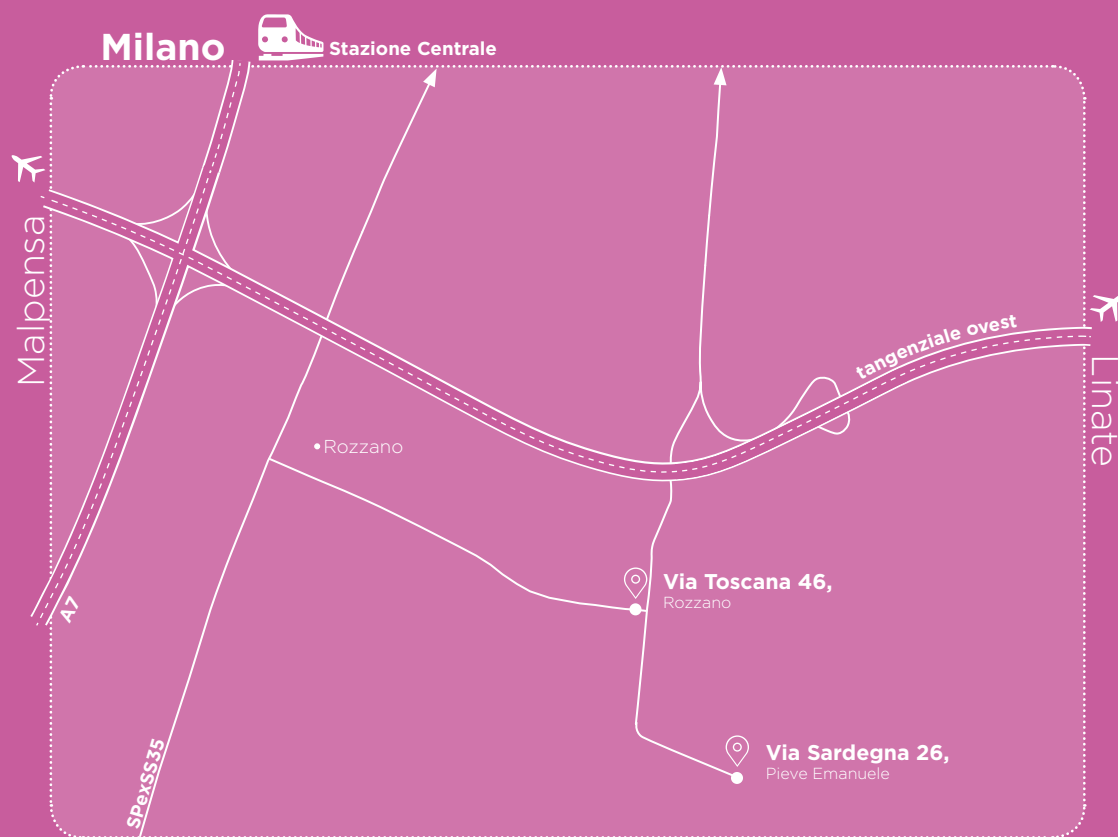 Milano
Stazione Centrale
Malpensa
tangenziale ovest
Linate
Rozzano
Via Toscana 46,
Rozzano
A7
SPexSS35
Via Sardegna 26,
Pieve Emanuele